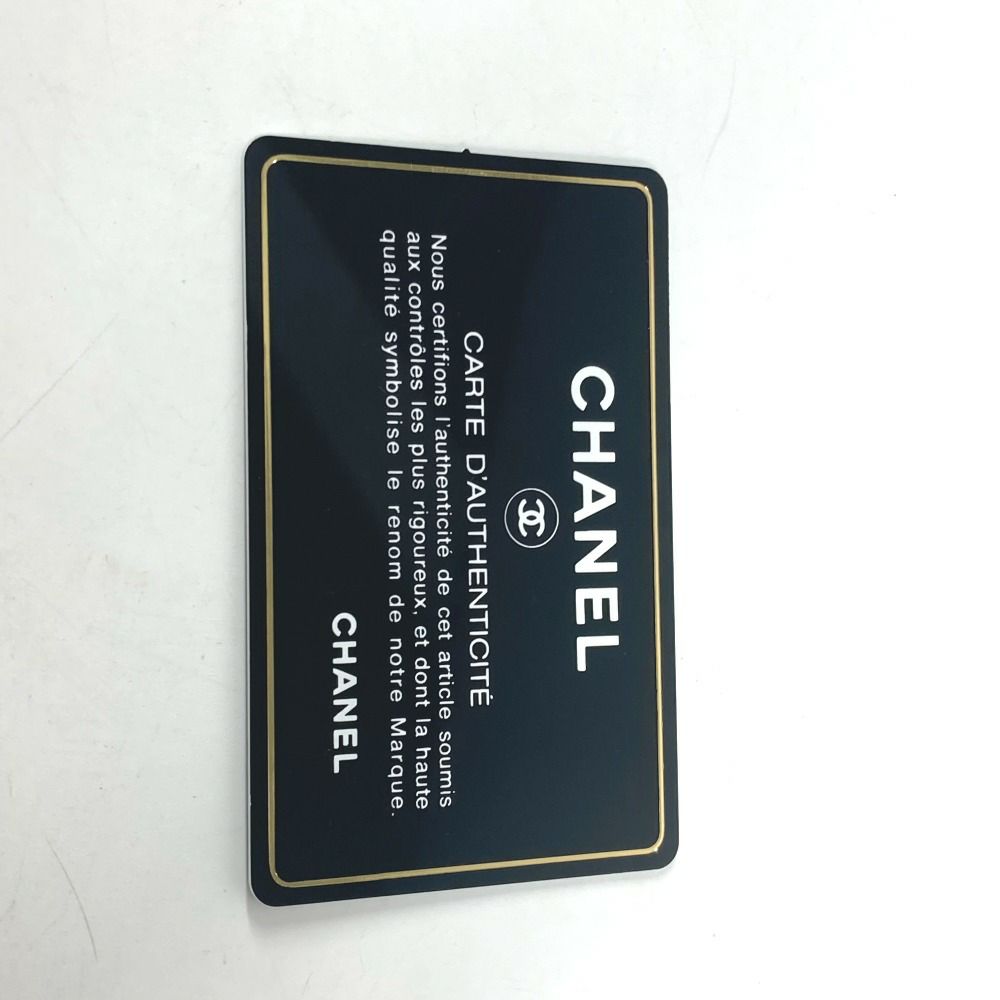 CHANEL
CARTE D'AUTHENTICITÉ
Nous certifions l'authenticité de cet article soumis
aux contrôles les plus rigoureux, et dont la haute
qualité symbolise le renom de notre Marque.
CHANEL